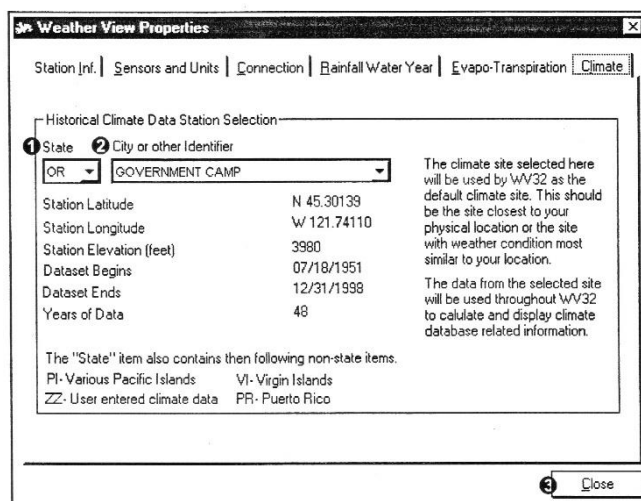 Weather View Properties
Station Inf. Sensors and Units Connection Rainfall Water Year Evapo-Transpiration Climate
Historical Climate Data Station Selection
1 State 2 City or other Identifier
OR GOVERNMENT CAMP
Station Latitude N 45.30139
Station Longitude W 121.74110
Station Elevation (feet) 3980
Dataset Begins 07/18/1951
Dataset Ends 12/31/1998
Years of Data 48
The climate site selected here
will be used by WV32 as the
default climate site. This should
be the site closest to your
physical location or the site
with weather condition most
similar to your location.
The data from the selected site
will be used throughout WV32
to calulate and display climate
database related information.
The "State" item also contains then following non-state items.
PI- Various Pacific Islands VI- Virgin Islands
ZZ- User entered climate data PR- Puerto Rico
3 Close